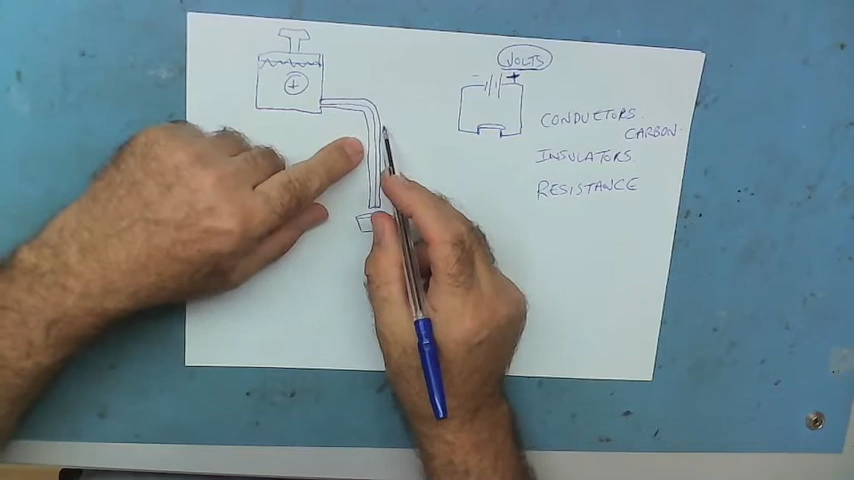 VOLTS
- +
+
CONDUCTORS.
CARBON.
INSULATORS.
RESISTANCE